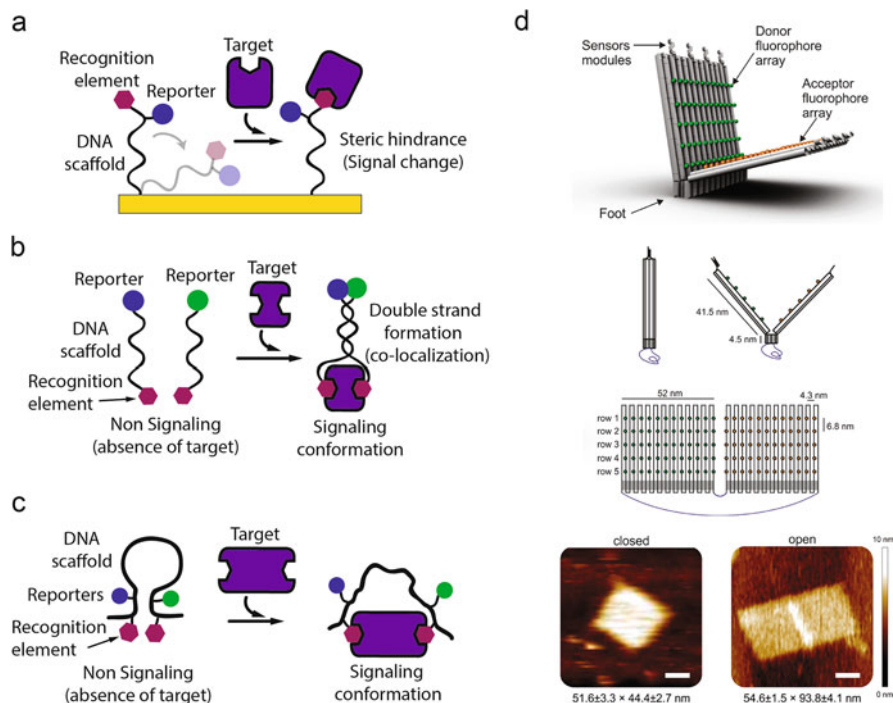 a
Recognition
element
Reporter
Target
DNA
scaffold
Steric hindrance
(Signal change)
b
Reporter
Reporter
Target
DNA
scaffold
Recognition
element
Double strand
formation
(co-localization)
Non Signaling
(absence of target)
Signaling
conformation
c
DNA
scaffold
Target
Reporters
Recognition
element
Non Signaling
(absence of target)
Signaling
conformation
d
Sensors
modules
Donor
fluorophore
array
Acceptor
fluorophore
array
Foot
41.5 nm
4.5 nm
52 nm
4.3 nm
row 1
row 2
row 3
row 4
row 5
6.8 nm
closed
open
10 nm
0 nm
51.6±3.3 × 44.4±2.7 nm
54.6±1.5 × 93.8±4.1 nm